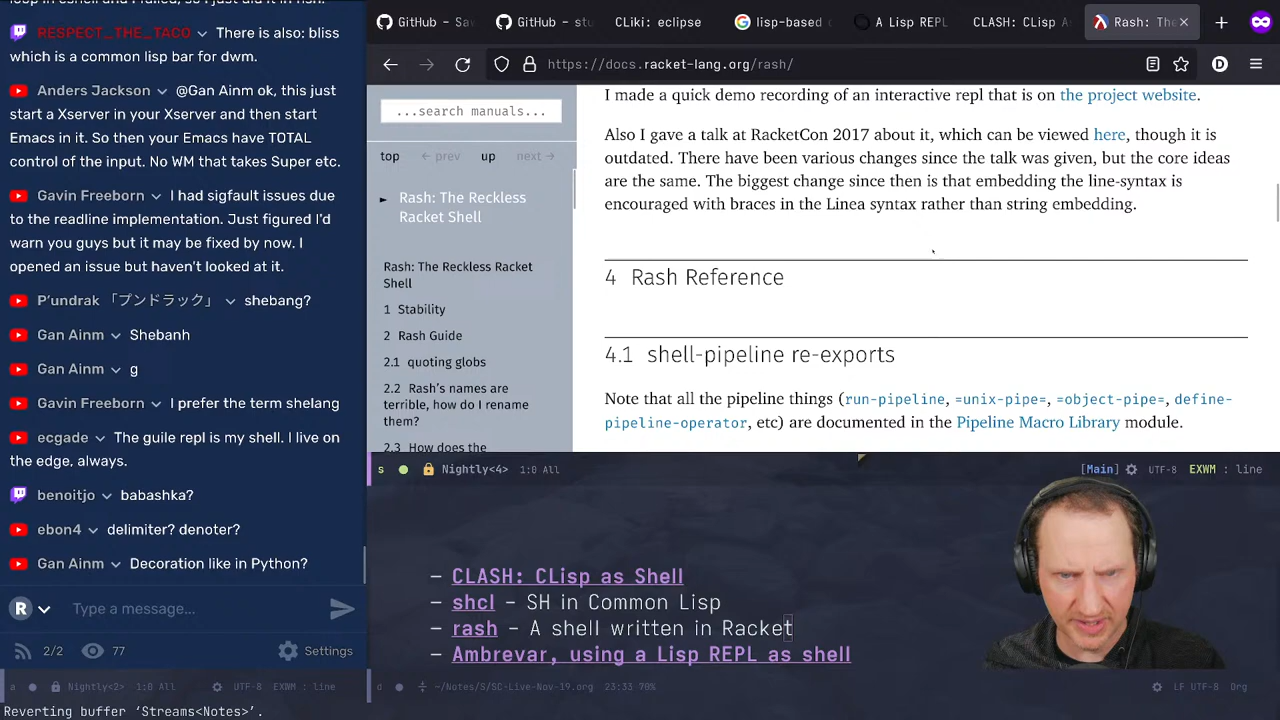 loop in eshell and I failed, so I just did it in fish.
RESPECT_THE_TACO There is also: bliss
which is a common lisp bar for dwm.
Anders Jackson @Gan Ainm ok, this just
start a Xserver in your Xserver and then start
Emacs in it. So then your Emacs have TOTAL
control of the input. No WM that takes Super etc.
Gavin Freeborn I had sigfault issues due
to the readline implementation. Just figured I'd
warn you guys but it may be fixed by now. I
opened an issue but haven't looked at it.
P'undrak 「プンドラック」 shebang?
Gan Ainm Shebanh
Gan Ainm g
Gavin Freeborn I prefer the term shelang
ecgade The guile repl is my shell. I live on
the edge, always.
benoitjo babashka?
ebon4 delimiter? denoter?
Gan Ainm Decoration like in Python?
R Type a message...
2/2 77 Settings
a Nightly<2> 1:0 All UTF-8 EXWM : line
Reverting buffer 'Streams<Notes>'.
GitHub - Sav GitHub - stu CLiki: eclipse lisp-based A Lisp REPL CLASH: CLisp A Rash: The
https://docs.racket-lang.org/rash/ D
...search manuals...
top ← prev up next →
► Rash: The Reckless
Racket Shell
Rash: The Reckless Racket
Shell
1 Stability
2 Rash Guide
2.1 quoting globs
2.2 Rash's names are
terrible, how do I rename
them?
2.3 How does the
I made a quick demo recording of an interactive repl that is on the project website.
Also I gave a talk at RacketCon 2017 about it, which can be viewed here, though it is
outdated. There have been various changes since the talk was given, but the core ideas
are the same. The biggest change since then is that embedding the line-syntax is
encouraged with braces in the Linea syntax rather than string embedding.
4 Rash Reference
4.1 shell-pipeline re-exports
Note that all the pipeline things (run-pipeline, =unix-pipe=, =object-pipe=, define-
pipeline-operator, etc) are documented in the Pipeline Macro Library module.
s Nightly<4> 1:0 All [Main] UTF-8 EXWM : line
– CLASH: CLisp as Shell
– shcl – SH in Common Lisp
– rash – A shell written in Racket
– Ambrevar, using a Lisp REPL as shell
~/Notes/S/SC-Live-Nov-19.org 23:33 70% LF UTF-8 Org